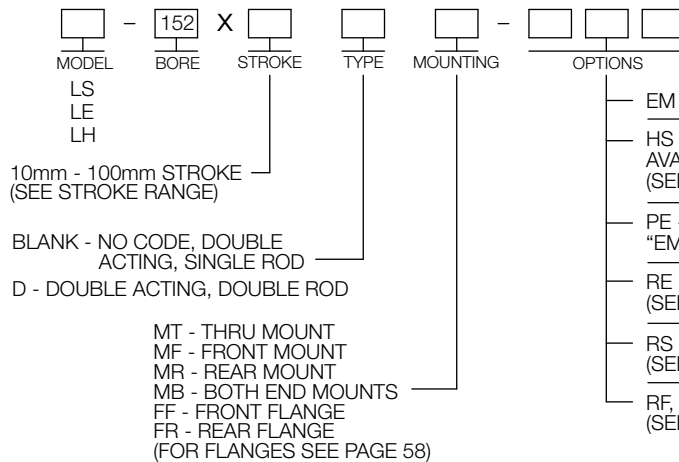 - 152 X -
MODEL BORE STROKE TYPE MOUNTING OPTIONS
LS
LE
LH
10mm - 100mm STROKE
(SEE STROKE RANGE)
BLANK - NO CODE, DOUBLE
ACTING, SINGLE ROD
D - DOUBLE ACTING, DOUBLE ROD
MT - THRU MOUNT
MF - FRONT MOUNT
MR - REAR MOUNT
MB - BOTH END MOUNTS
FF - FRONT FLANGE
FR - REAR FLANGE
(FOR FLANGES SEE PAGE 58)
EM
HS
PE -
"EM
RE
RS
RF,